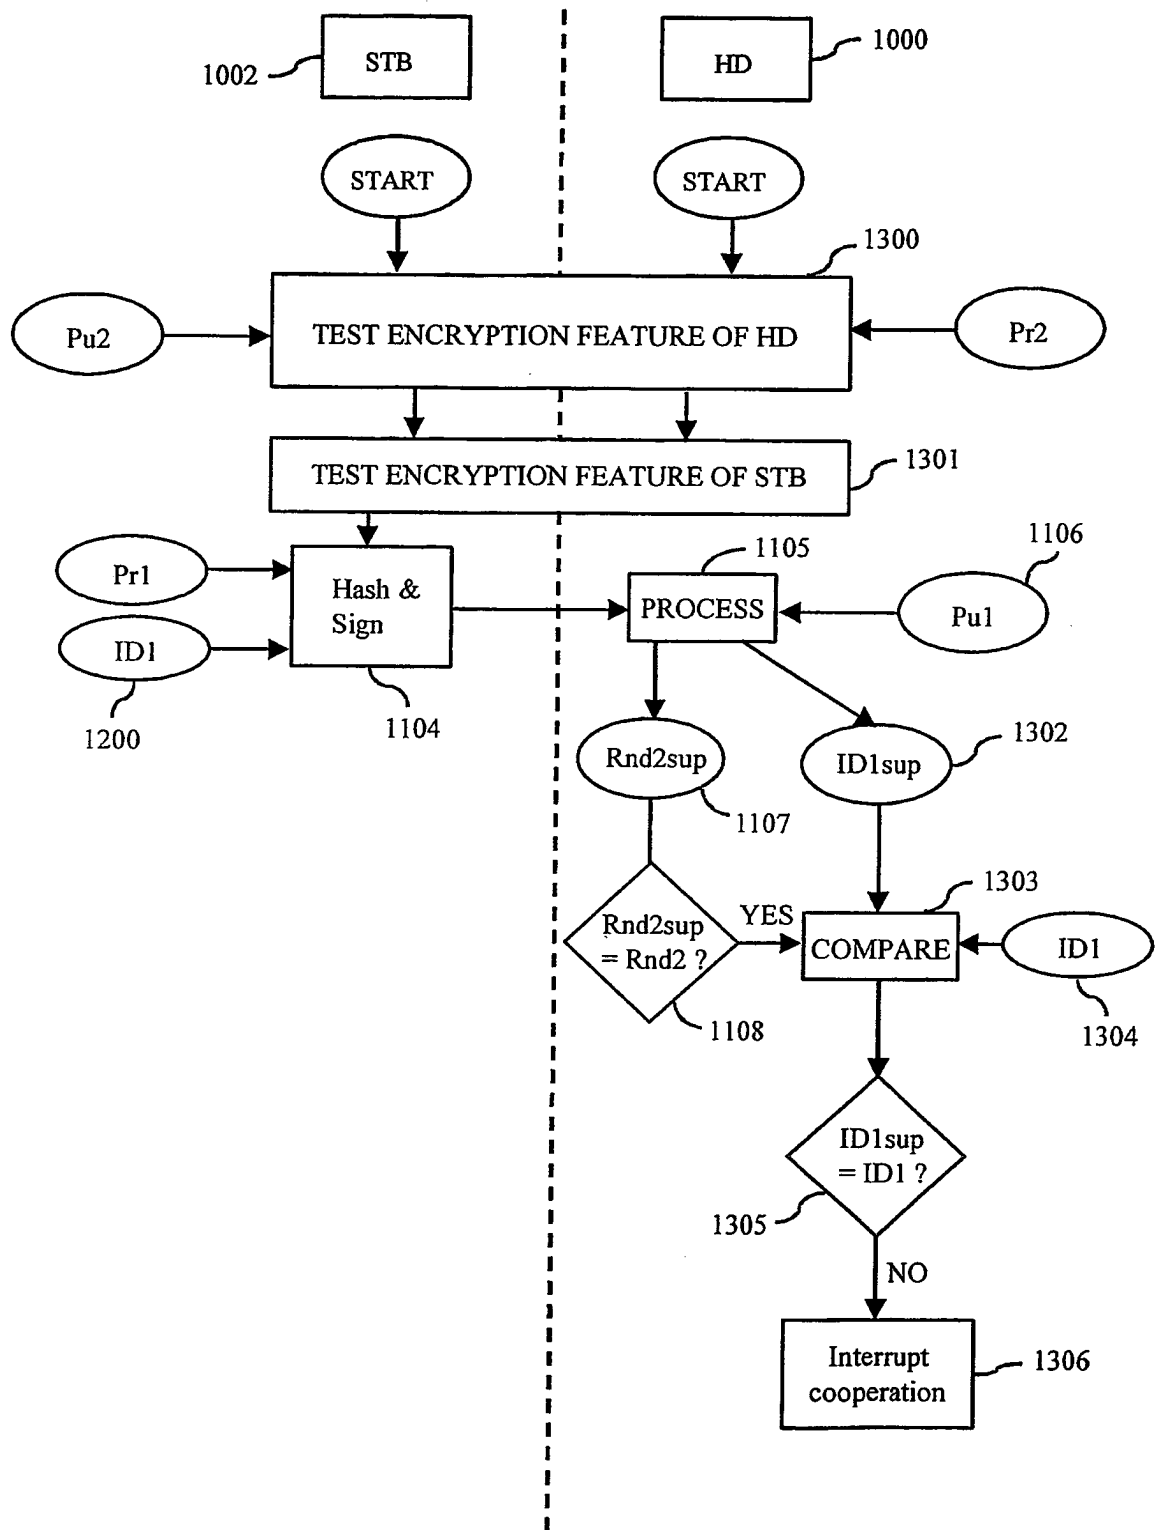 STB
1002
HD
1000
START
START
1300
Pu2
TEST ENCRYPTION FEATURE OF HD
Pr2
TEST ENCRYPTION FEATURE OF STB
1301
Pr1
ID1
1200
Hash &
Sign
1104
1105
PROCESS
1106
Pu1
Rnd2sup
1107
ID1sup
1302
Rnd2sup
= Rnd2 ?
1108
YES
1303
COMPARE
ID1
1304
ID1sup
= ID1 ?
1305
NO
Interrupt
cooperation
1306